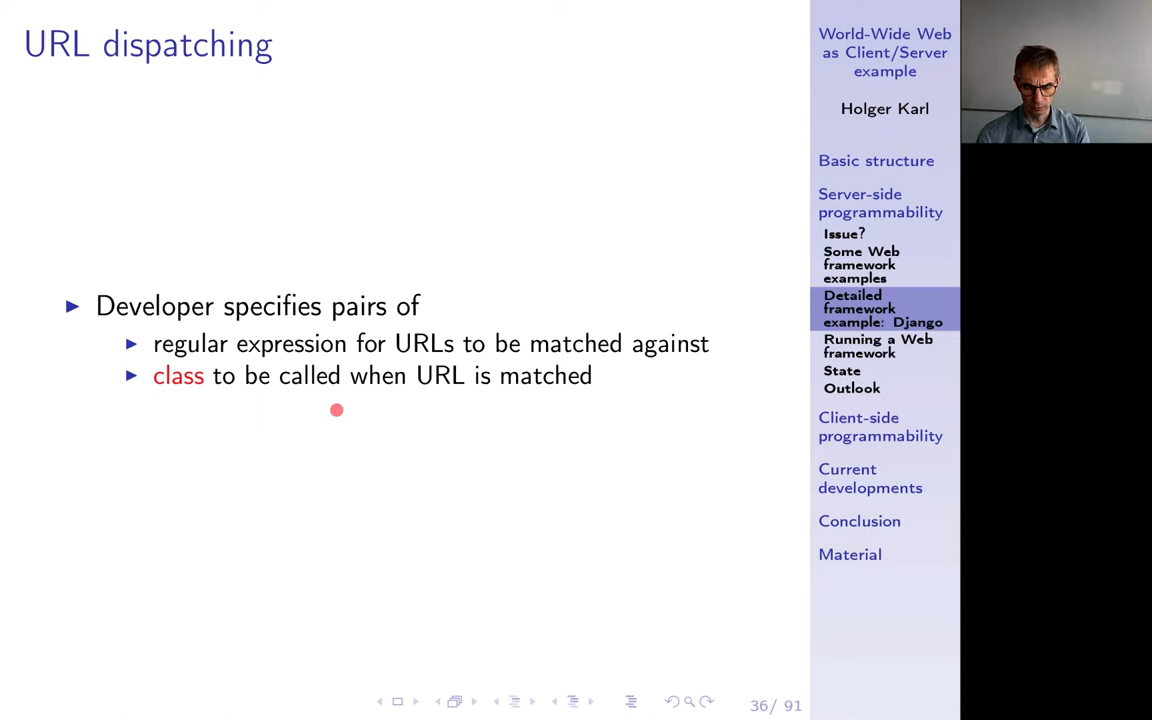 URL dispatching
Developer specifies pairs of
regular expression for URLs to be matched against
class to be called when URL is matched
36/ 91
World-Wide Web
as Client/Server
example
Holger Karl
Basic structure
Server-side
programmability
Issue?
Some Web
framework
examples
Detailed
framework
example: Django
Running a Web
framework
State
Outlook
Client-side
programmability
Current
developments
Conclusion
Material